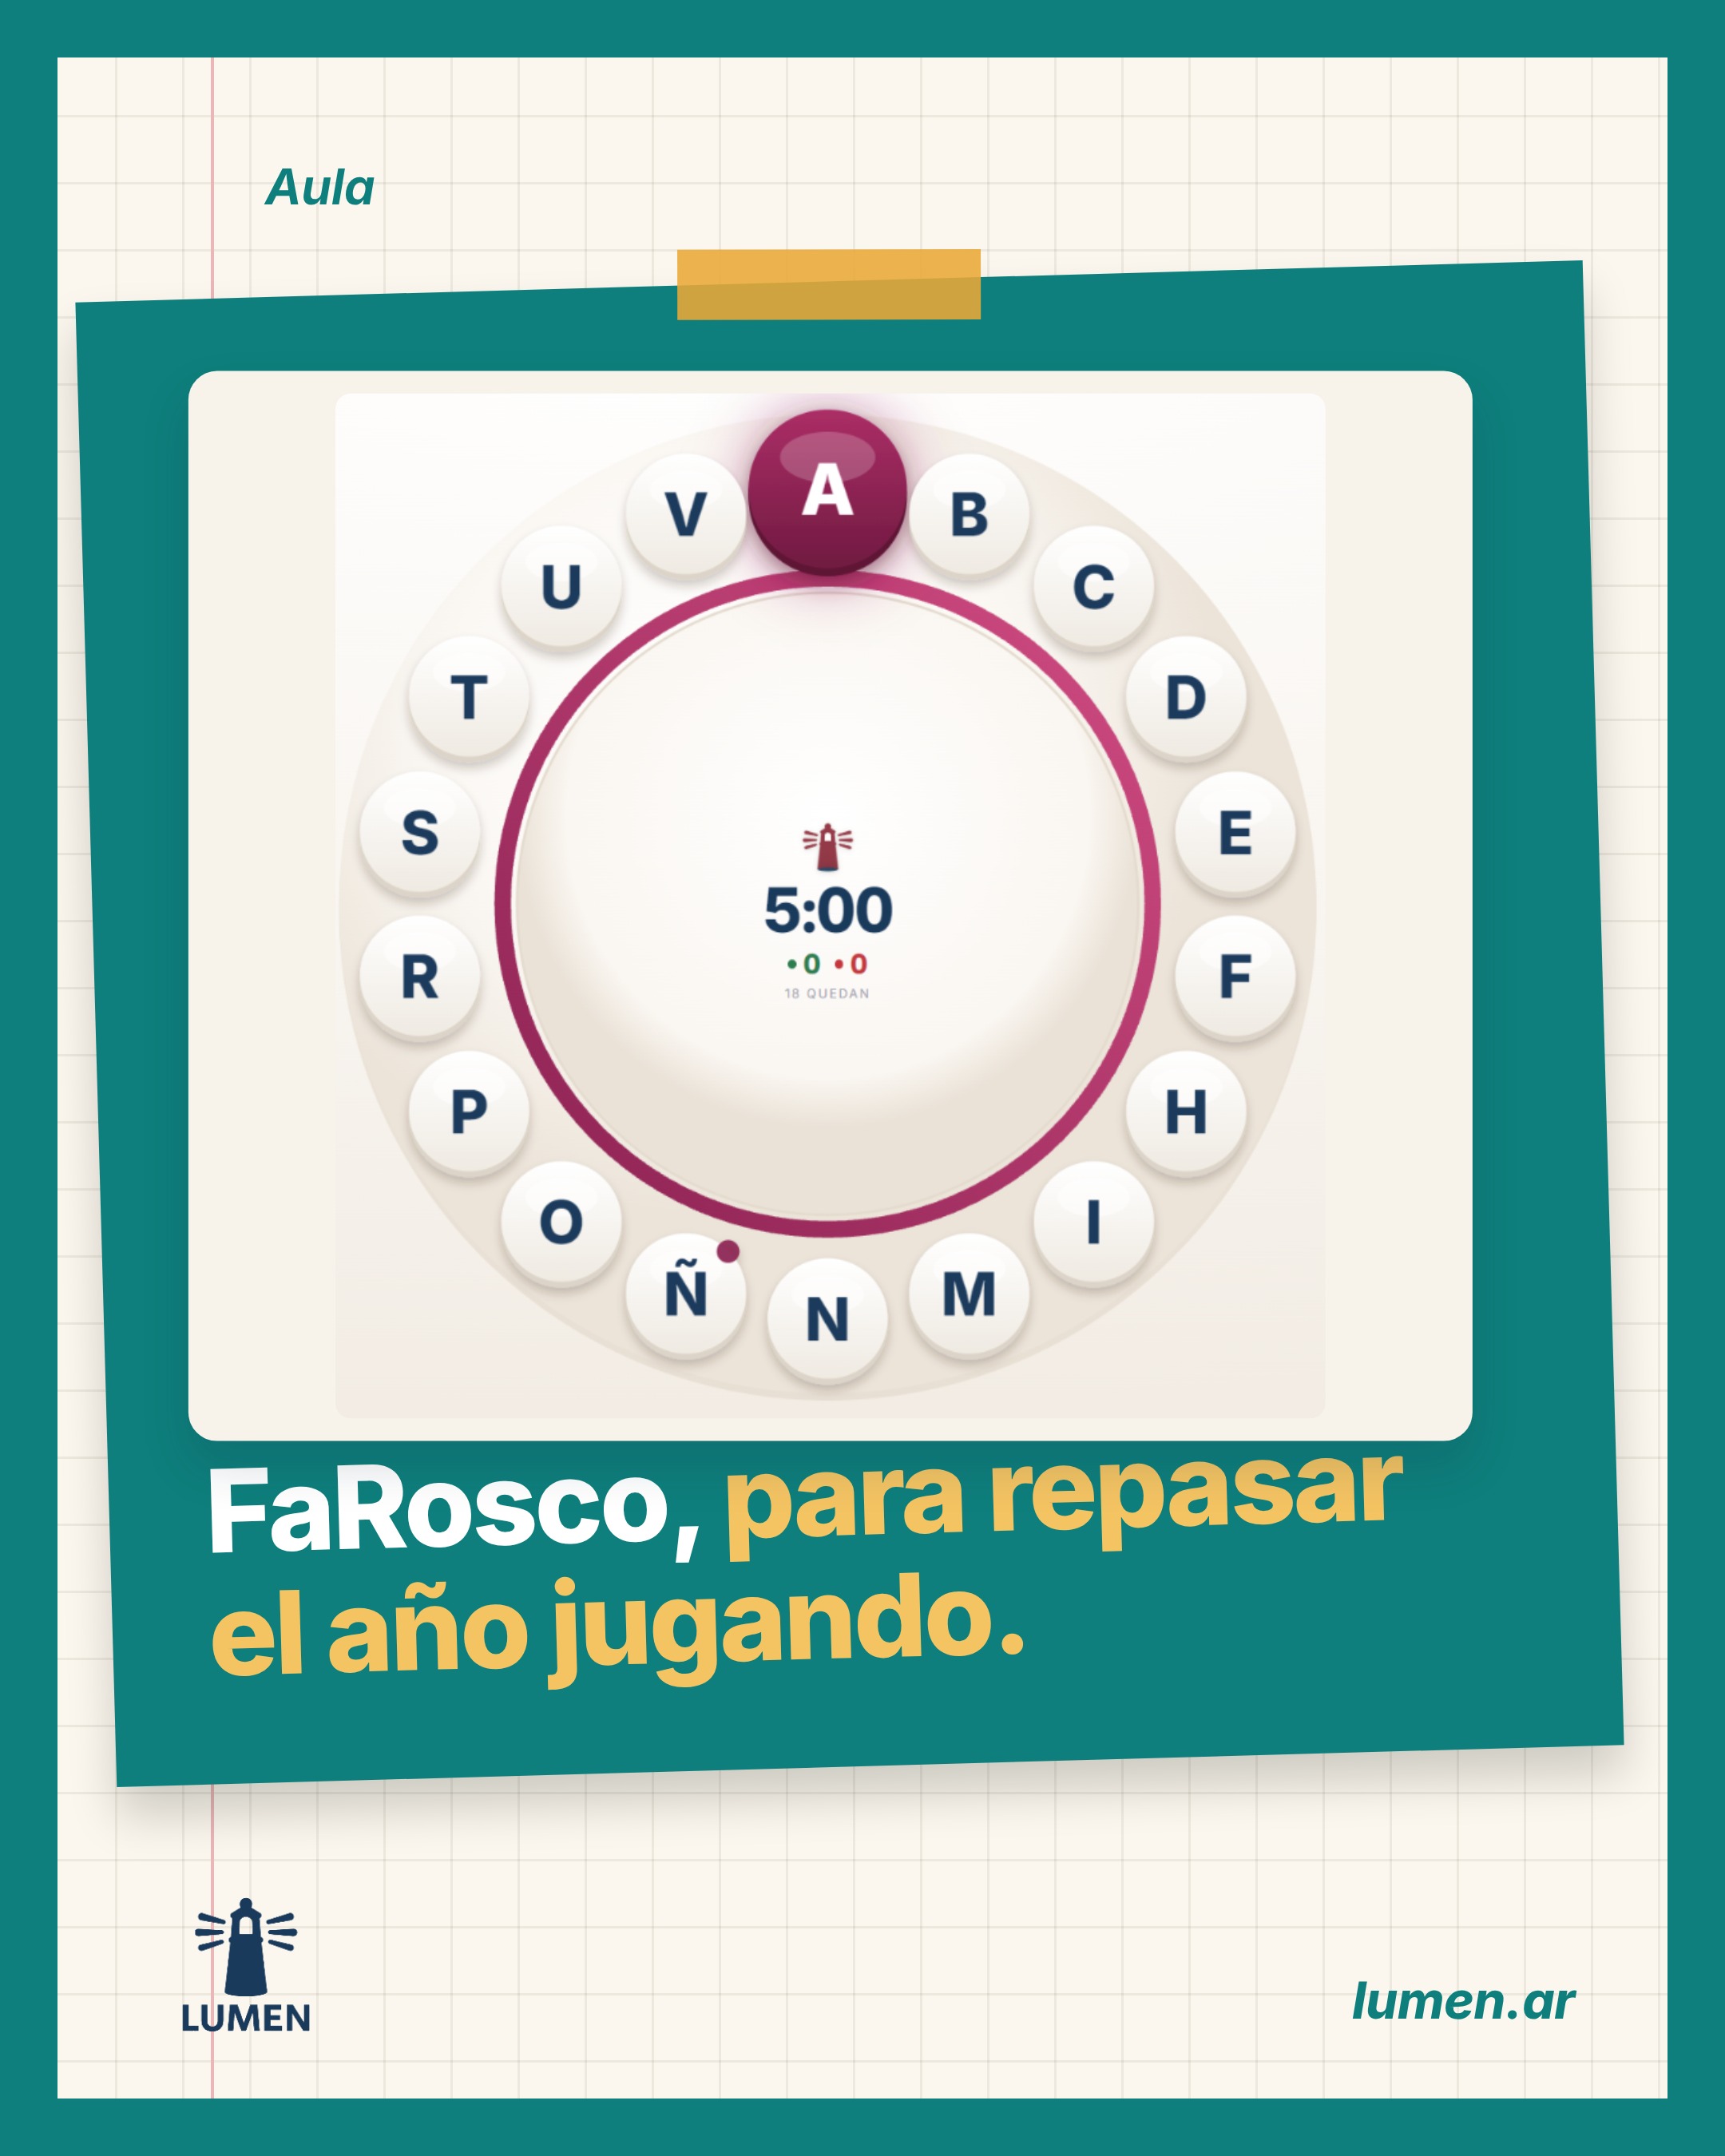 Aula
A
B
C
D
E
F
H
I
M
N
Ñ
O
P
R
S
T
U
V
5:00
• 0 • 0
18 QUEDAN
FaRosco, para repasar
el año jugando.
LUMEN
lumen.ar